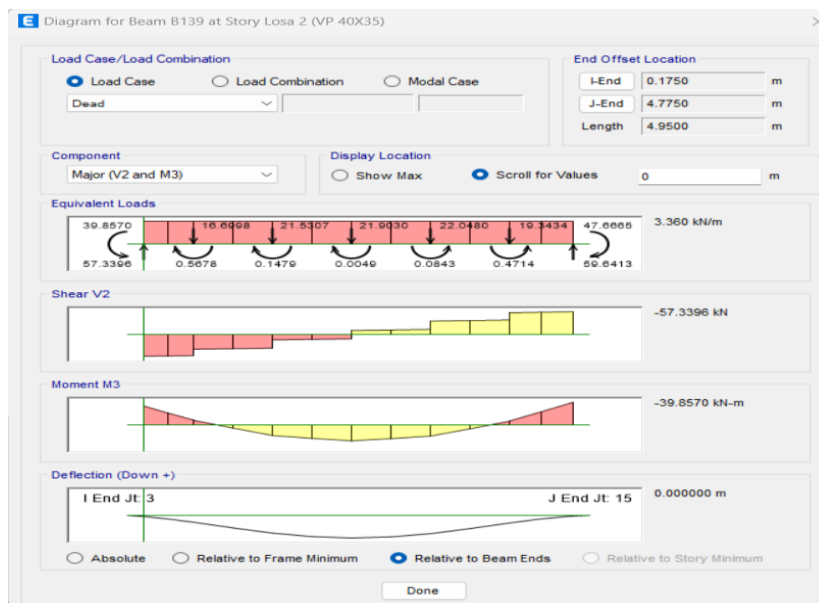 E Diagram for Beam B139 at Story Losa 2 (VP 40X35)
Load Case/Load Combination
Load Case Load Combination Modal Case
Dead
End Offset Location
I-End 0.1750 m
J-End 4.7750 m
Length 4.9500 m
Component
Major (V2 and M3)
Display Location
Show Max Scroll for Values 0 m
Equivalent Loads
39.8570 16.6998 21.5307 21.9030 22.0480 19.3434 47.6665 3.360 kN/m
57.3396 0.5678 0.1479 0.0049 0.0843 0.4714 59.6413
Shear V2
-57.3396 kN
Moment M3
-39.8570 kN-m
Deflection (Down +)
I End Jt: 3 J End Jt: 15 0.000000 m
Absolute Relative to Frame Minimum Relative to Beam Ends Relative to Story Minimum
Done